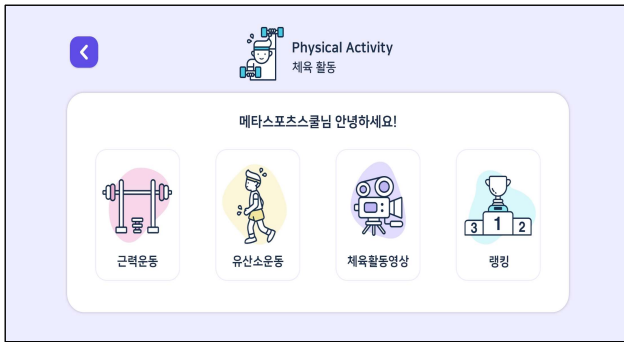 Physical Activity
체육 활동
메타스포츠스쿨님 안녕하세요!
3 1 2
근력운동
유산소운동
체육활동영상
랭킹